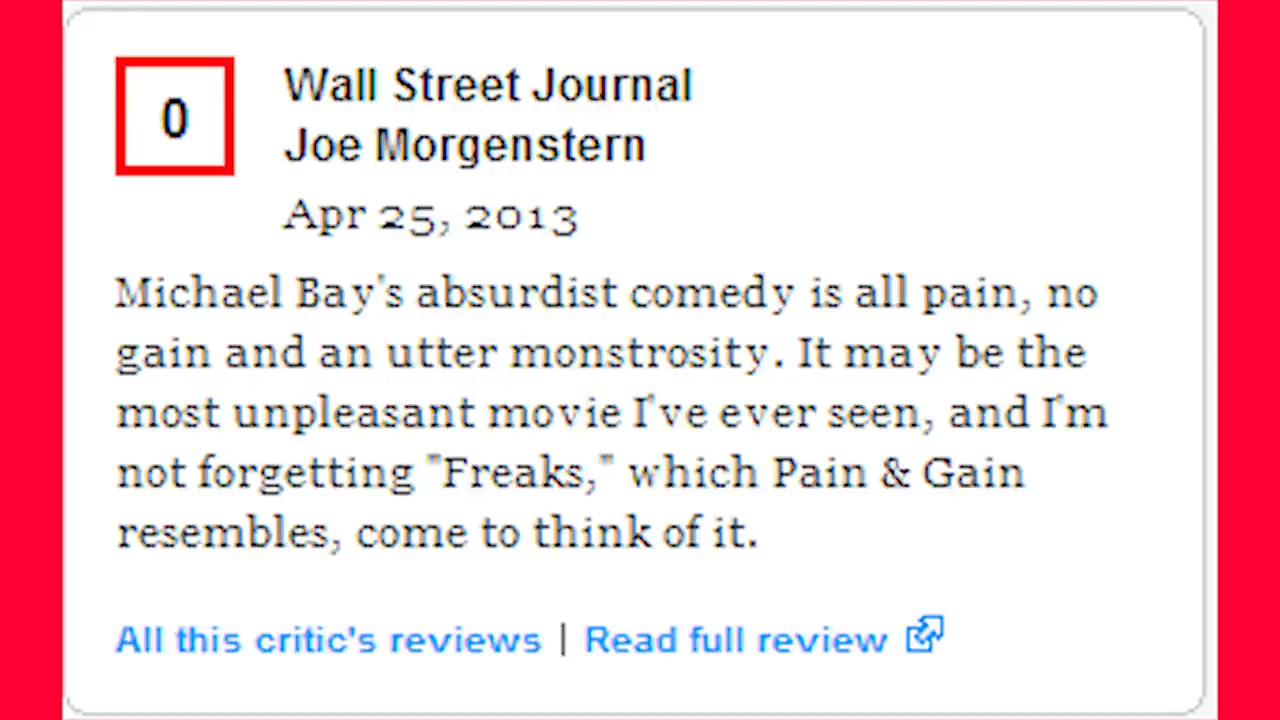 0
Wall Street Journal
Joe Morgenstern
Apr 25, 2013
Michael Bay's absurdist comedy is all pain, no
gain and an utter monstrosity. It may be the
most unpleasant movie I've ever seen, and I'm
not forgetting "Freaks," which Pain & Gain
resembles, come to think of it.
All this critic's reviews | Read full review